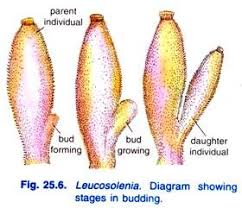 parent
individual
bud
forming
bud
growing
daughter
individual
Fig. 25.6. Leucosolenia. Diagram showing
stages in budding.